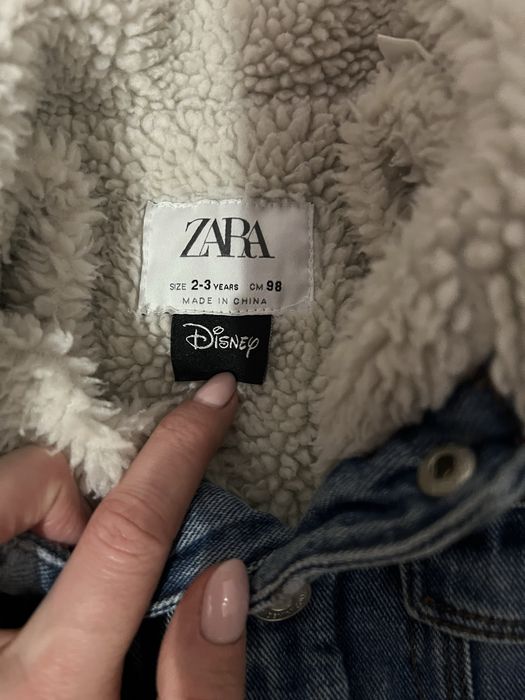 ZARA
SIZE 2-3 YEARS CM 98
MADE IN CHINA
Disney